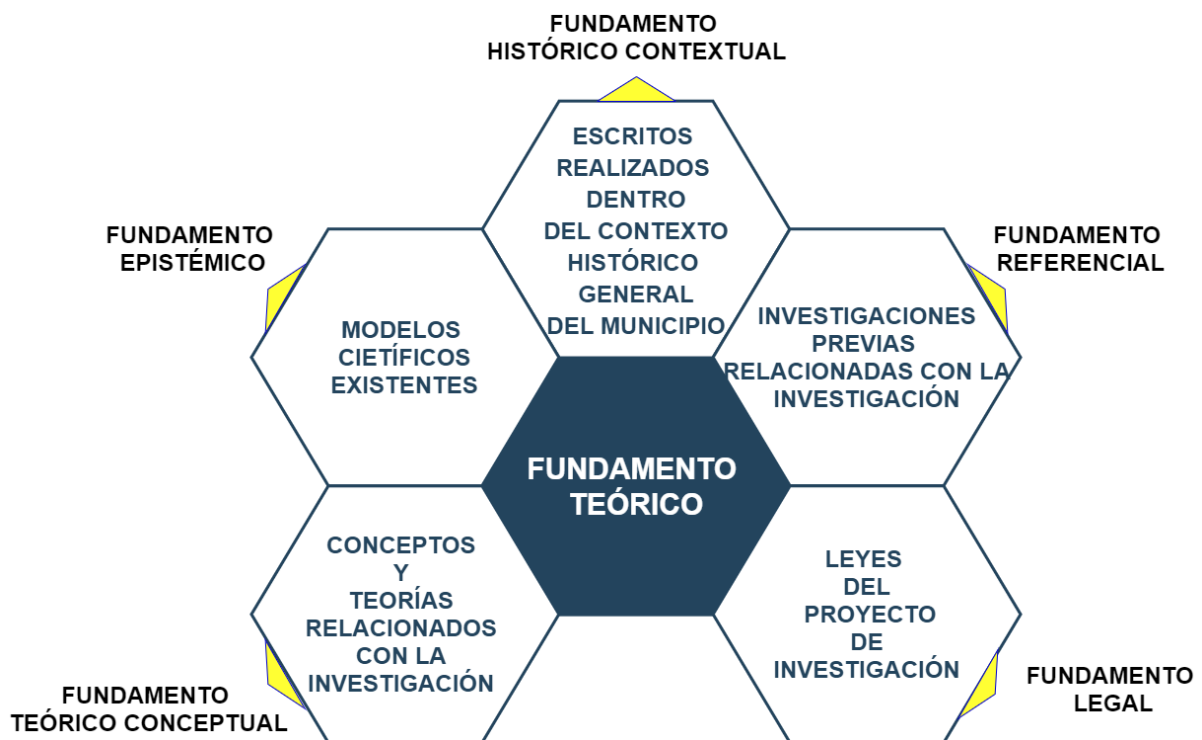 FUNDAMENTO
HISTÓRICO CONTEXTUAL
ESCRITOS
REALIZADOS
DENTRO
DEL CONTEXTO
HISTÓRICO
GENERAL
DEL MUNICIPIO
FUNDAMENTO
EPISTÉMICO
MODELOS
CIETÍFICOS
EXISTENTES
FUNDAMENTO
REFERENCIAL
INVESTIGACIONES
PREVIAS
RELACIONADAS CON LA
INVESTIGACIÓN
FUNDAMENTO
TEÓRICO
CONCEPTOS
Y
TEORÍAS
RELACIONADOS
CON LA
INVESTIGACIÓN
FUNDAMENTO
TEÓRICO CONCEPTUAL
LEYES
DEL
PROYECTO
DE
INVESTIGACIÓN
FUNDAMENTO
LEGAL